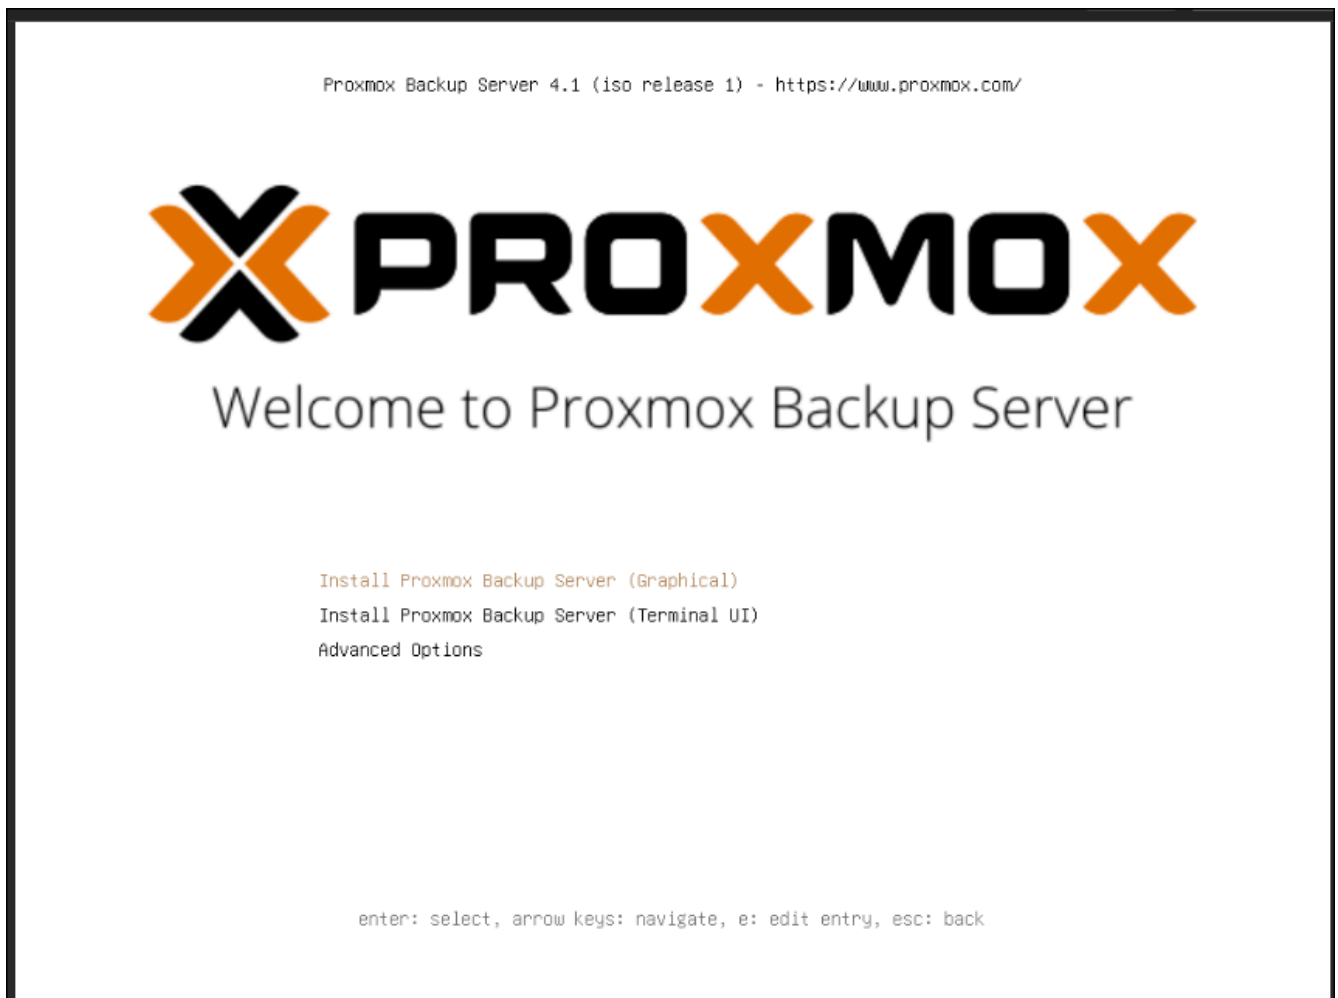 Proxmox Backup Server 4.1 (iso release 1) - https://www.proxmox.com/
PROXMOX
Welcome to Proxmox Backup Server
Install Proxmox Backup Server (Graphical)
Install Proxmox Backup Server (Terminal UI)
Advanced Options
enter: select, arrow keys: navigate, e: edit entry, esc: back